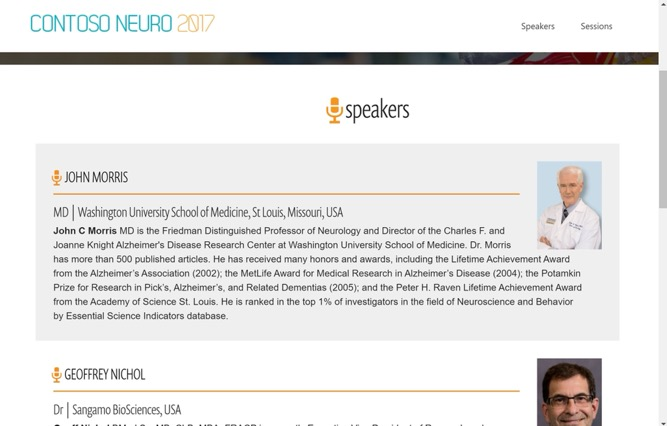 CONTOSO NEURO 2017
Speakers
Sessions
speakers
JOHN MORRIS
MD | Washington University School of Medicine, St Louis, Missouri, USA
John C Morris MD is the Friedman Distinguished Professor of Neurology and Director of the Charles F. and
Joanne Knight Alzheimer's Disease Research Center at Washington University School of Medicine. Dr. Morris
has more than 500 published articles. He has received many honors and awards, including the Lifetime Achievement Award
from the Alzheimer's Association (2002); the MetLife Award for Medical Research in Alzheimer's Disease (2004); the Potamkin
Prize for Research in Pick's, Alzheimer's, and Related Dementias (2005); and the Peter H. Raven Lifetime Achievement Award
from the Academy of Science St. Louis. He is ranked in the top 1% of investigators in the field of Neuroscience and Behavior
by Essential Science Indicators database.
GEOFFREY NICHOL
Dr | Sangamo BioSciences, USA